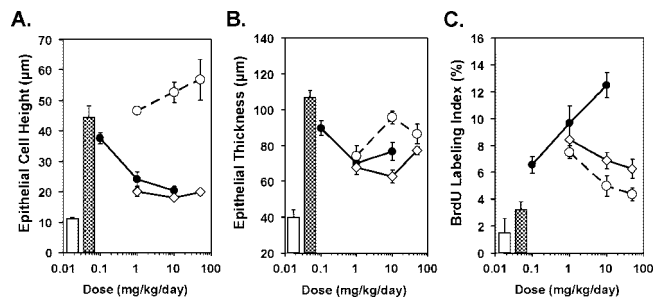 A.
Epithelial Cell Height (µm)
70
60
50
40
30
20
10
0
0.01 0.1 1 10 100
Dose (mg/kg/day)
B.
Epithelial Thickness (µm)
140
120
100
80
60
40
20
0.01 0.1 1 10 100
Dose (mg/kg/day)
C.
BrdU Labeling Index (%)
16
14
12
10
8
6
4
2
0
0.01 0.1 1 10 100
Dose (mg/kg/day)